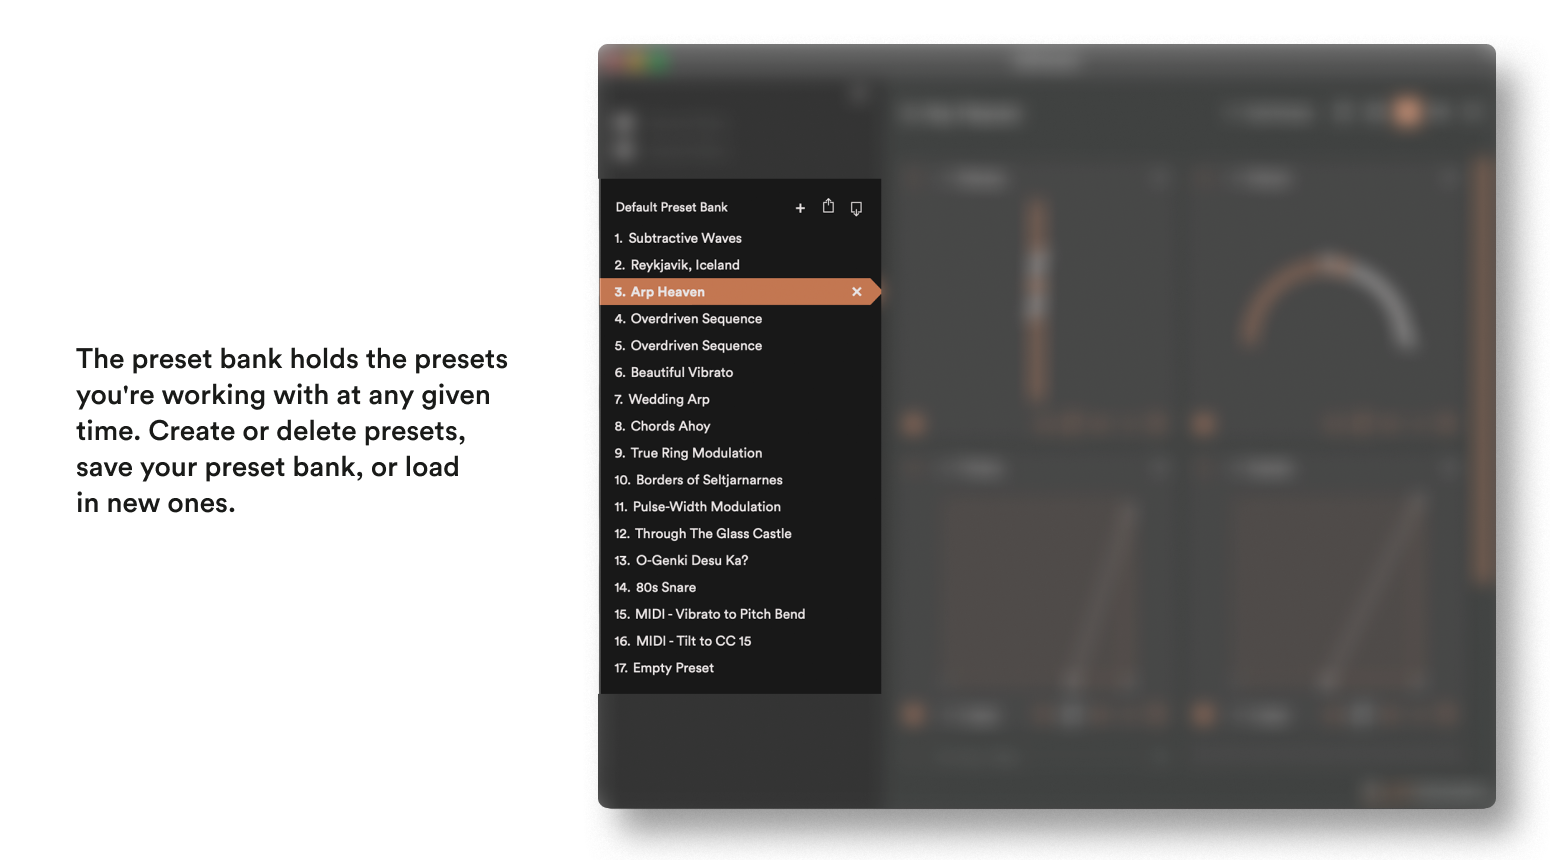 The preset bank holds the presets
you're working with at any given
time. Create or delete presets,
save your preset bank, or load
in new ones.
Default Preset Bank
1. Subtractive Waves
2. Reykjavik, Iceland
3. Arp Heaven
4. Overdriven Sequence
5. Overdriven Sequence
6. Beautiful Vibrato
7. Wedding Arp
8. Chords Ahoy
9. True Ring Modulation
10. Borders of Seltjarnarnes
11. Pulse-Width Modulation
12. Through The Glass Castle
13. O-Genki Desu Ka?
14. 80s Snare
15. MIDI - Vibrato to Pitch Bend
16. MIDI - Tilt to CC 15
17. Empty Preset